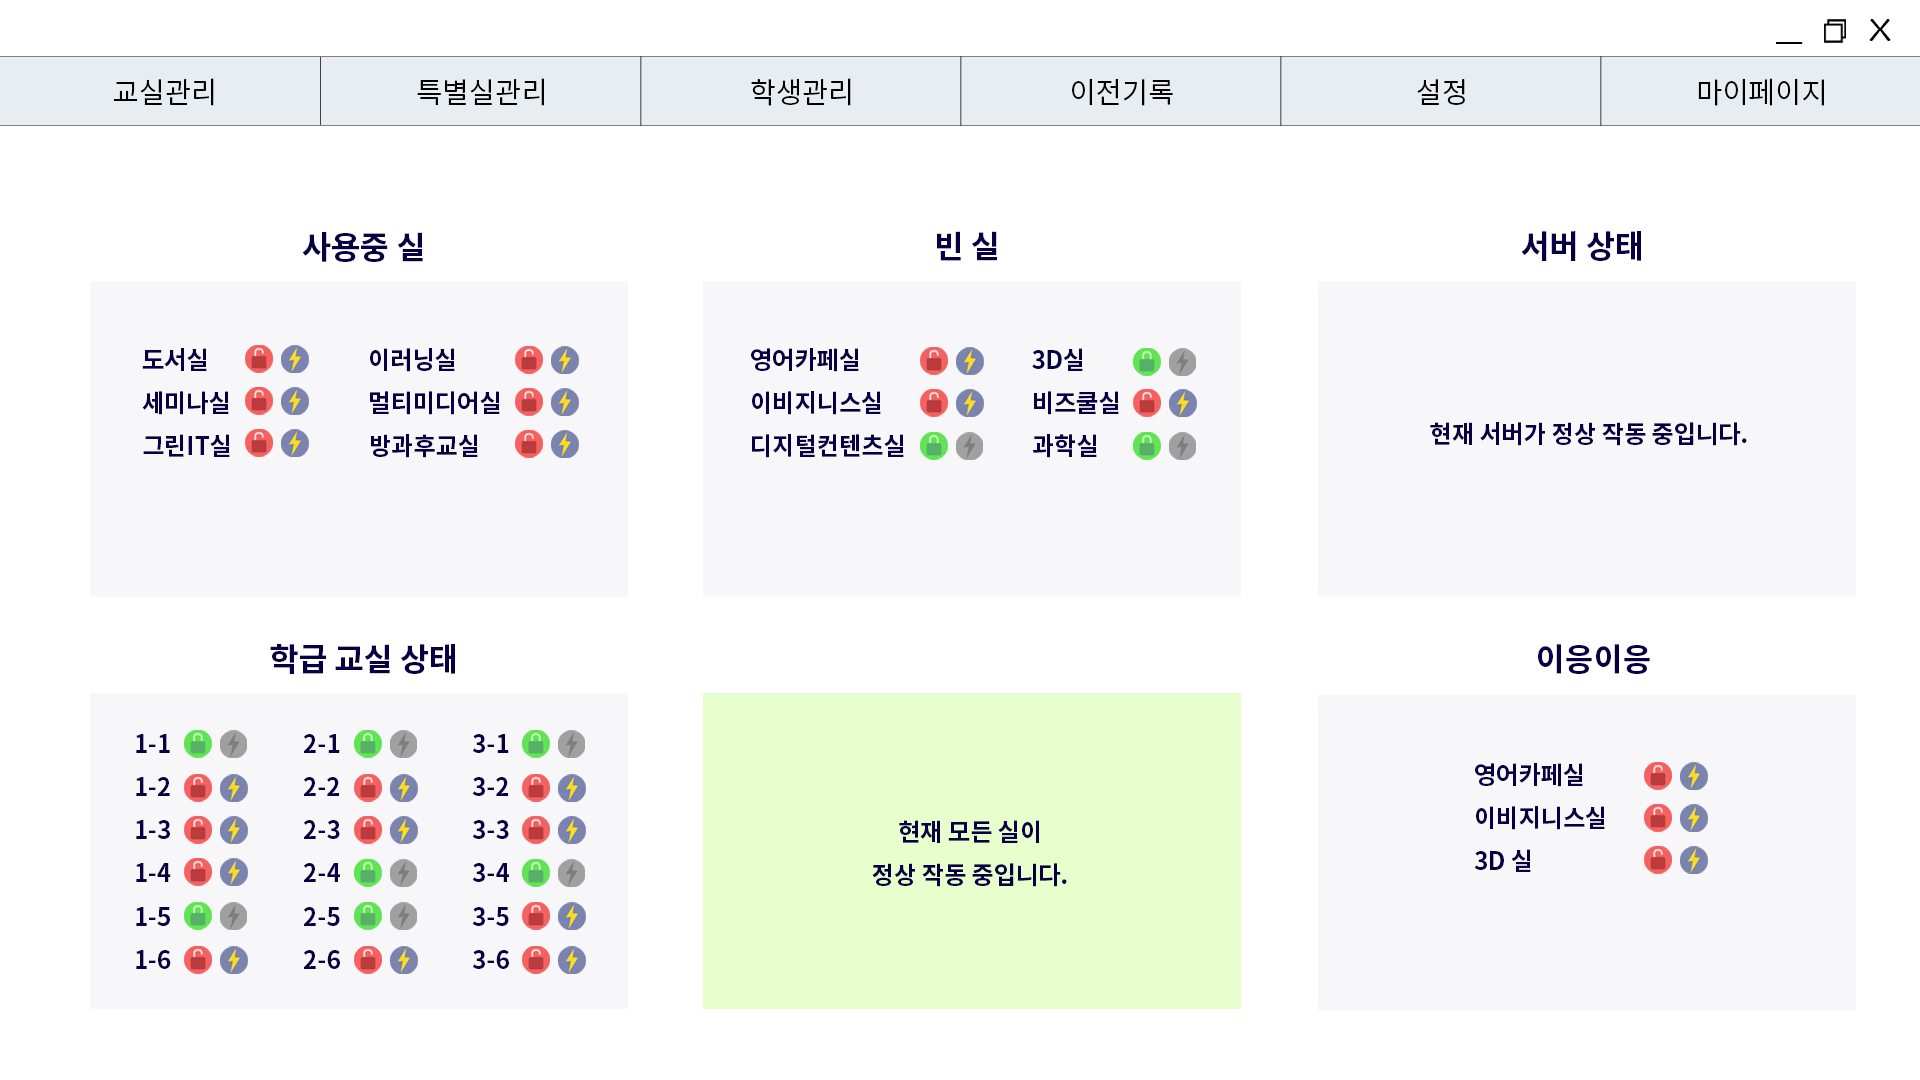 X
교실관리
특별실관리
학생관리
이전기록
설정
마이페이지
사용중 실
도서실
이러닝실
세미나실
멀티미디어실
그린IT실
방과후교실
빈 실
영어카페실
3D실
이비지니스실
비즈쿨실
디지털컨텐츠실
과학실
서버 상태
현재 서버가 정상 작동 중입니다.
학급 교실 상태
1-1
2-1
3-1
1-2
2-2
3-2
1-3
2-3
3-3
1-4
2-4
3-4
1-5
2-5
3-5
1-6
2-6
3-6
현재 모든 실이
정상 작동 중입니다.
이응이응
영어카페실
이비지니스실
3D 실